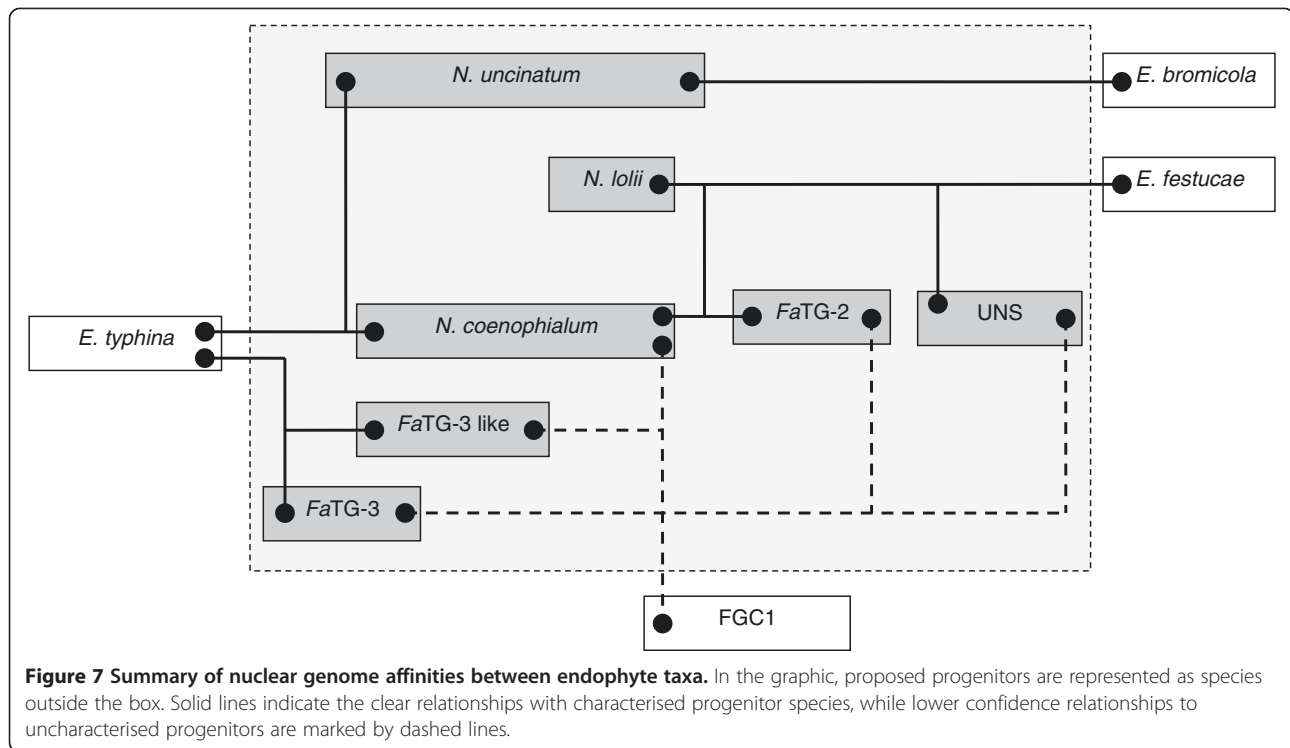 N. uncinatum
E. bromicola
N. lolii
E. festucae
N. coenophialum
FaTG-2
UNS
E. typhina
FaTG-3 like
FaTG-3
FGC1
Figure 7 Summary of nuclear genome affinities between endophyte taxa. In the graphic, proposed progenitors are represented as species
outside the box. Solid lines indicate the clear relationships with characterised progenitor species, while lower confidence relationships to
uncharacterised progenitors are marked by dashed lines.